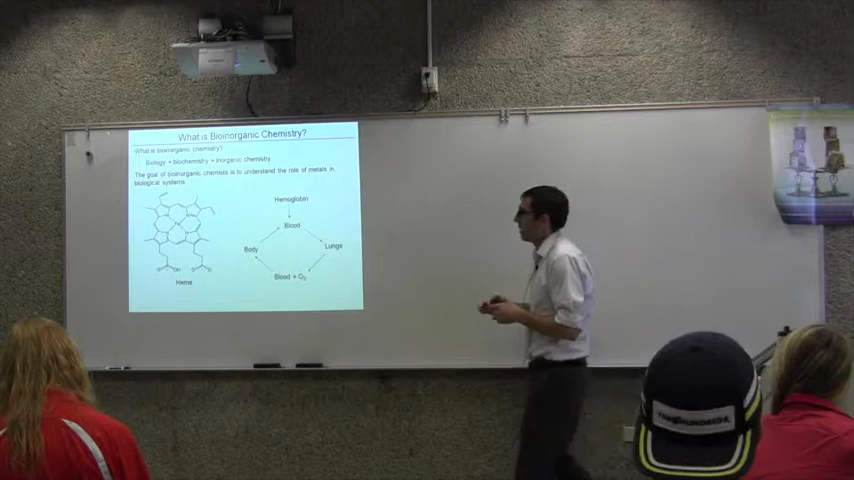 What is Bioinorganic Chemistry?
What is bioinorganic chemistry?
Biology + biochemistry + inorganic chemistry
The goal of bioinorganic chemists is to understand the role of metals in
biological systems
Hemoglobin
Blood
Body
Lungs
Blood + O₂
Heme